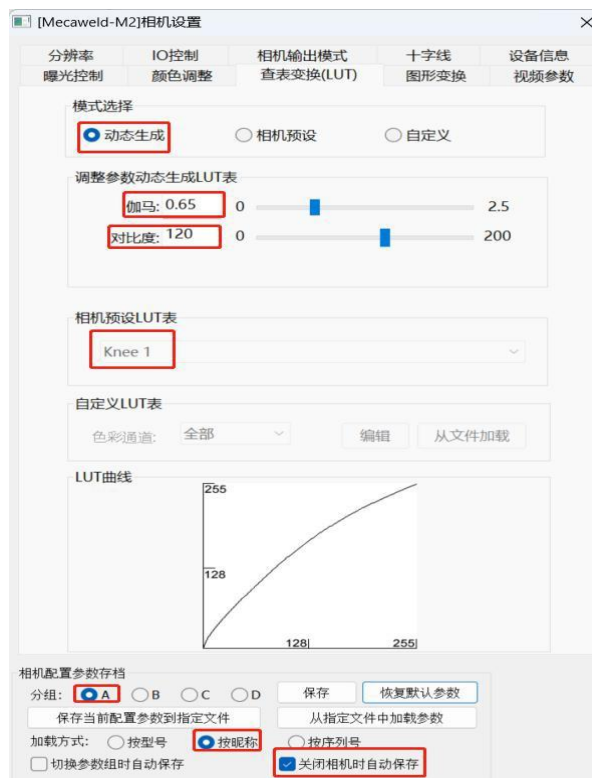 [Mecaweld-M2]相机设置
分辨率 IO控制 相机输出模式 十字线 设备信息
曝光控制 颜色调整 查表变换(LUT) 图形变换 视频参数
模式选择
动态生成 相机预设 自定义
调整参数动态生成LUT表
伽马: 0.65 0 2.5
对比度: 120 0 200
相机预设LUT表
Knee 1
自定义LUT表
色彩通道: 全部 编辑 从文件加载
LUT曲线
255
128
128 255
相机配置参数存档
分组: A B C D 保存 恢复默认参数
保存当前配置参数到指定文件 从指定文件中加载参数
加载方式: 按型号 按昵称 按序列号
切换参数组时自动保存 关闭相机时自动保存